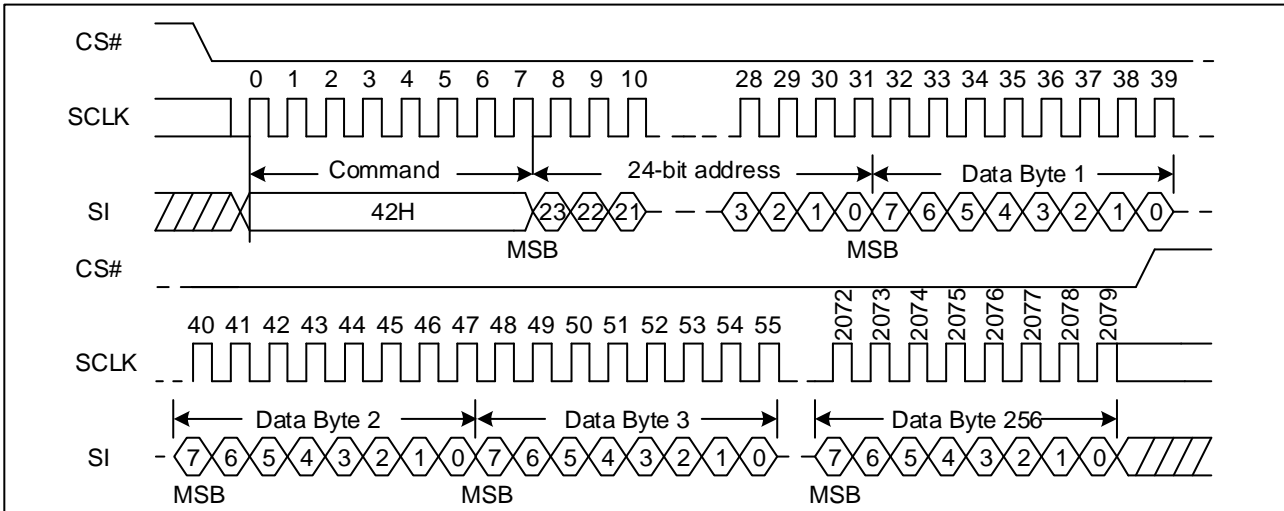 CS#
0 1 2 3 4 5 6 7 8 9 10 28 29 30 31 32 33 34 35 36 37 38 39
SCLK
Command 24-bit address Data Byte 1
SI 42H 23 22 21 3 2 1 0 7 6 5 4 3 2 1 0
MSB MSB
CS#
40 41 42 43 44 45 46 47 48 49 50 51 52 53 54 55 2072 2073 2074 2075 2076 2077 2078 2079
SCLK
Data Byte 2 Data Byte 3 Data Byte 256
SI 7 6 5 4 3 2 1 0 7 6 5 4 3 2 1 0 7 6 5 4 3 2 1 0
MSB MSB MSB